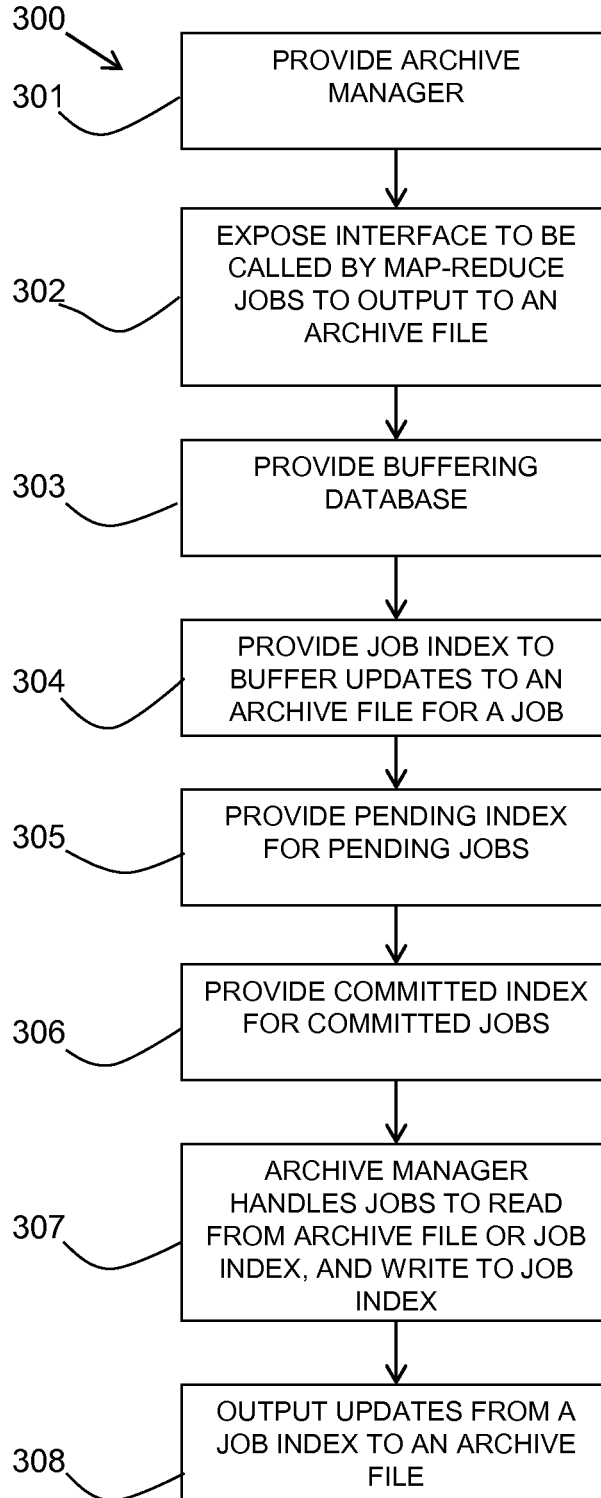 300
PROVIDE ARCHIVE
MANAGER
301
EXPOSE INTERFACE TO BE
CALLED BY MAP-REDUCE
JOBS TO OUTPUT TO AN
ARCHIVE FILE
302
PROVIDE BUFFERING
DATABASE
303
PROVIDE JOB INDEX TO
BUFFER UPDATES TO AN
ARCHIVE FILE FOR A JOB
304
PROVIDE PENDING INDEX
FOR PENDING JOBS
305
PROVIDE COMMITTED INDEX
FOR COMMITTED JOBS
306
ARCHIVE MANAGER
HANDLES JOBS TO READ
FROM ARCHIVE FILE OR JOB
INDEX, AND WRITE TO JOB
INDEX
307
OUTPUT UPDATES FROM A
JOB INDEX TO AN ARCHIVE
FILE
308